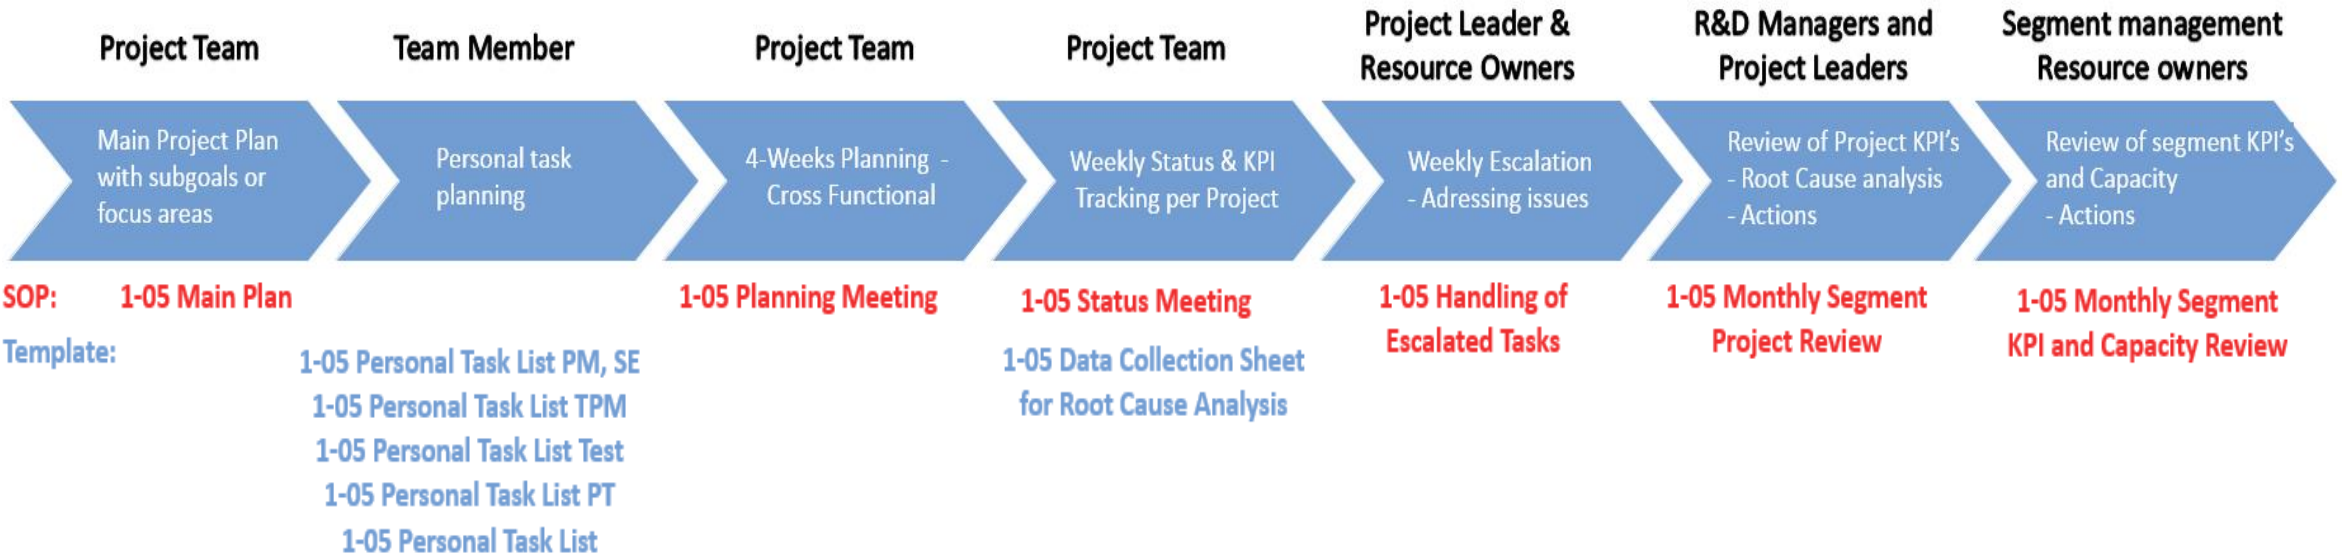 Project Team
Team Member
Project Team
Project Team
Project Leader &
Resource Owners
R&D Managers and
Project Leaders
Segment management
Resource owners
Main Project Plan
with subgoals or
focus areas
Personal task
planning
4-Weeks Planning -
Cross Functional
Weekly Status & KPI
Tracking per Project
Weekly Escalation
- Adressing issues
Review of Project KPI's
- Root Cause analysis
- Actions
Review of segment KPI's
and Capacity
- Actions
SOP:
1-05 Main Plan
1-05 Planning Meeting
1-05 Status Meeting
1-05 Handling of
Escalated Tasks
1-05 Monthly Segment
Project Review
1-05 Monthly Segment
KPI and Capacity Review
Template:
1-05 Personal Task List PM, SE
1-05 Personal Task List TPM
1-05 Personal Task List Test
1-05 Personal Task List PT
1-05 Personal Task List
1-05 Data Collection Sheet
for Root Cause Analysis